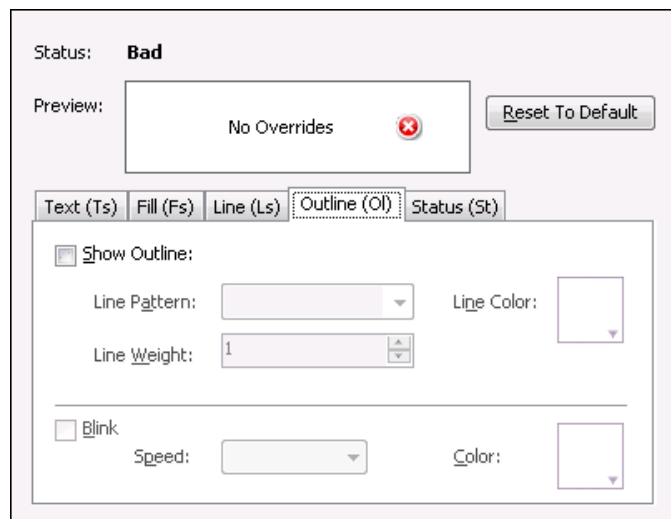 Status: Bad
Preview: No Overrides Reset To Default
Text (Ts) Fill (Fs) Line (Ls) Outline (Ol) Status (St)
Show Outline:
Line Pattern: Line Color:
Line Weight: 1
Blink
Speed: Color: